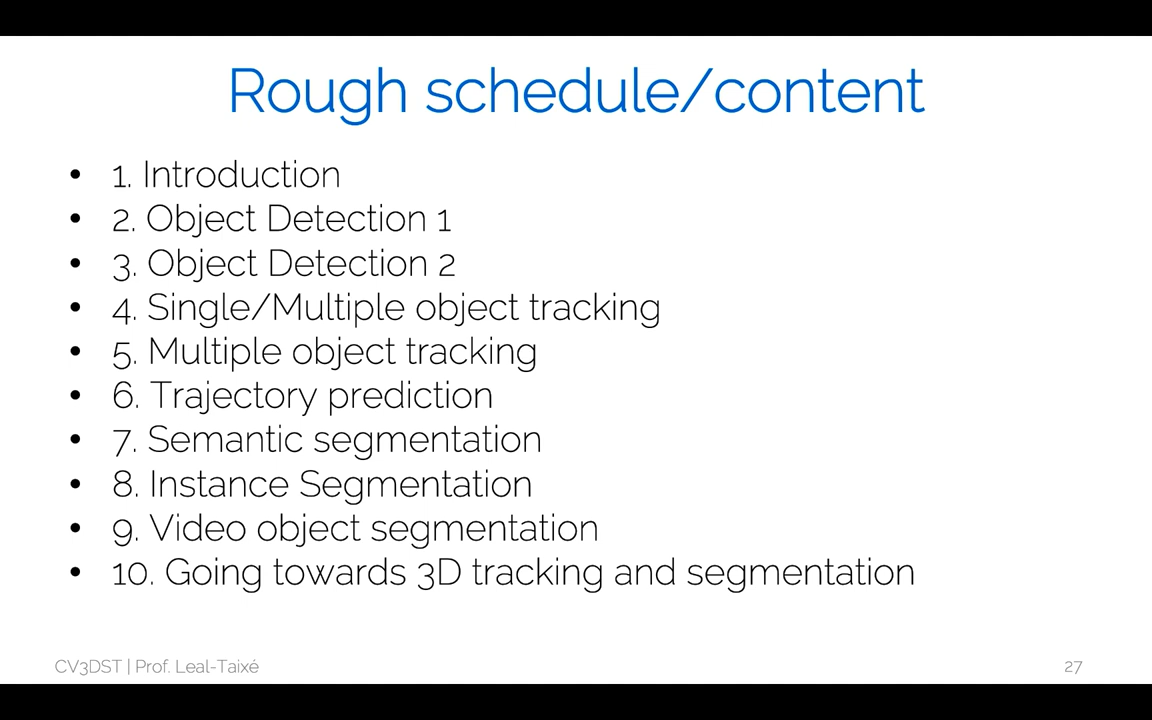 Rough schedule/content
• 1. Introduction
• 2. Object Detection 1
• 3. Object Detection 2
• 4. Single/Multiple object tracking
• 5. Multiple object tracking
• 6. Trajectory prediction
• 7. Semantic segmentation
• 8. Instance Segmentation
• 9. Video object segmentation
• 10. Going towards 3D tracking and segmentation
CV3DST | Prof. Leal-Taixé
27